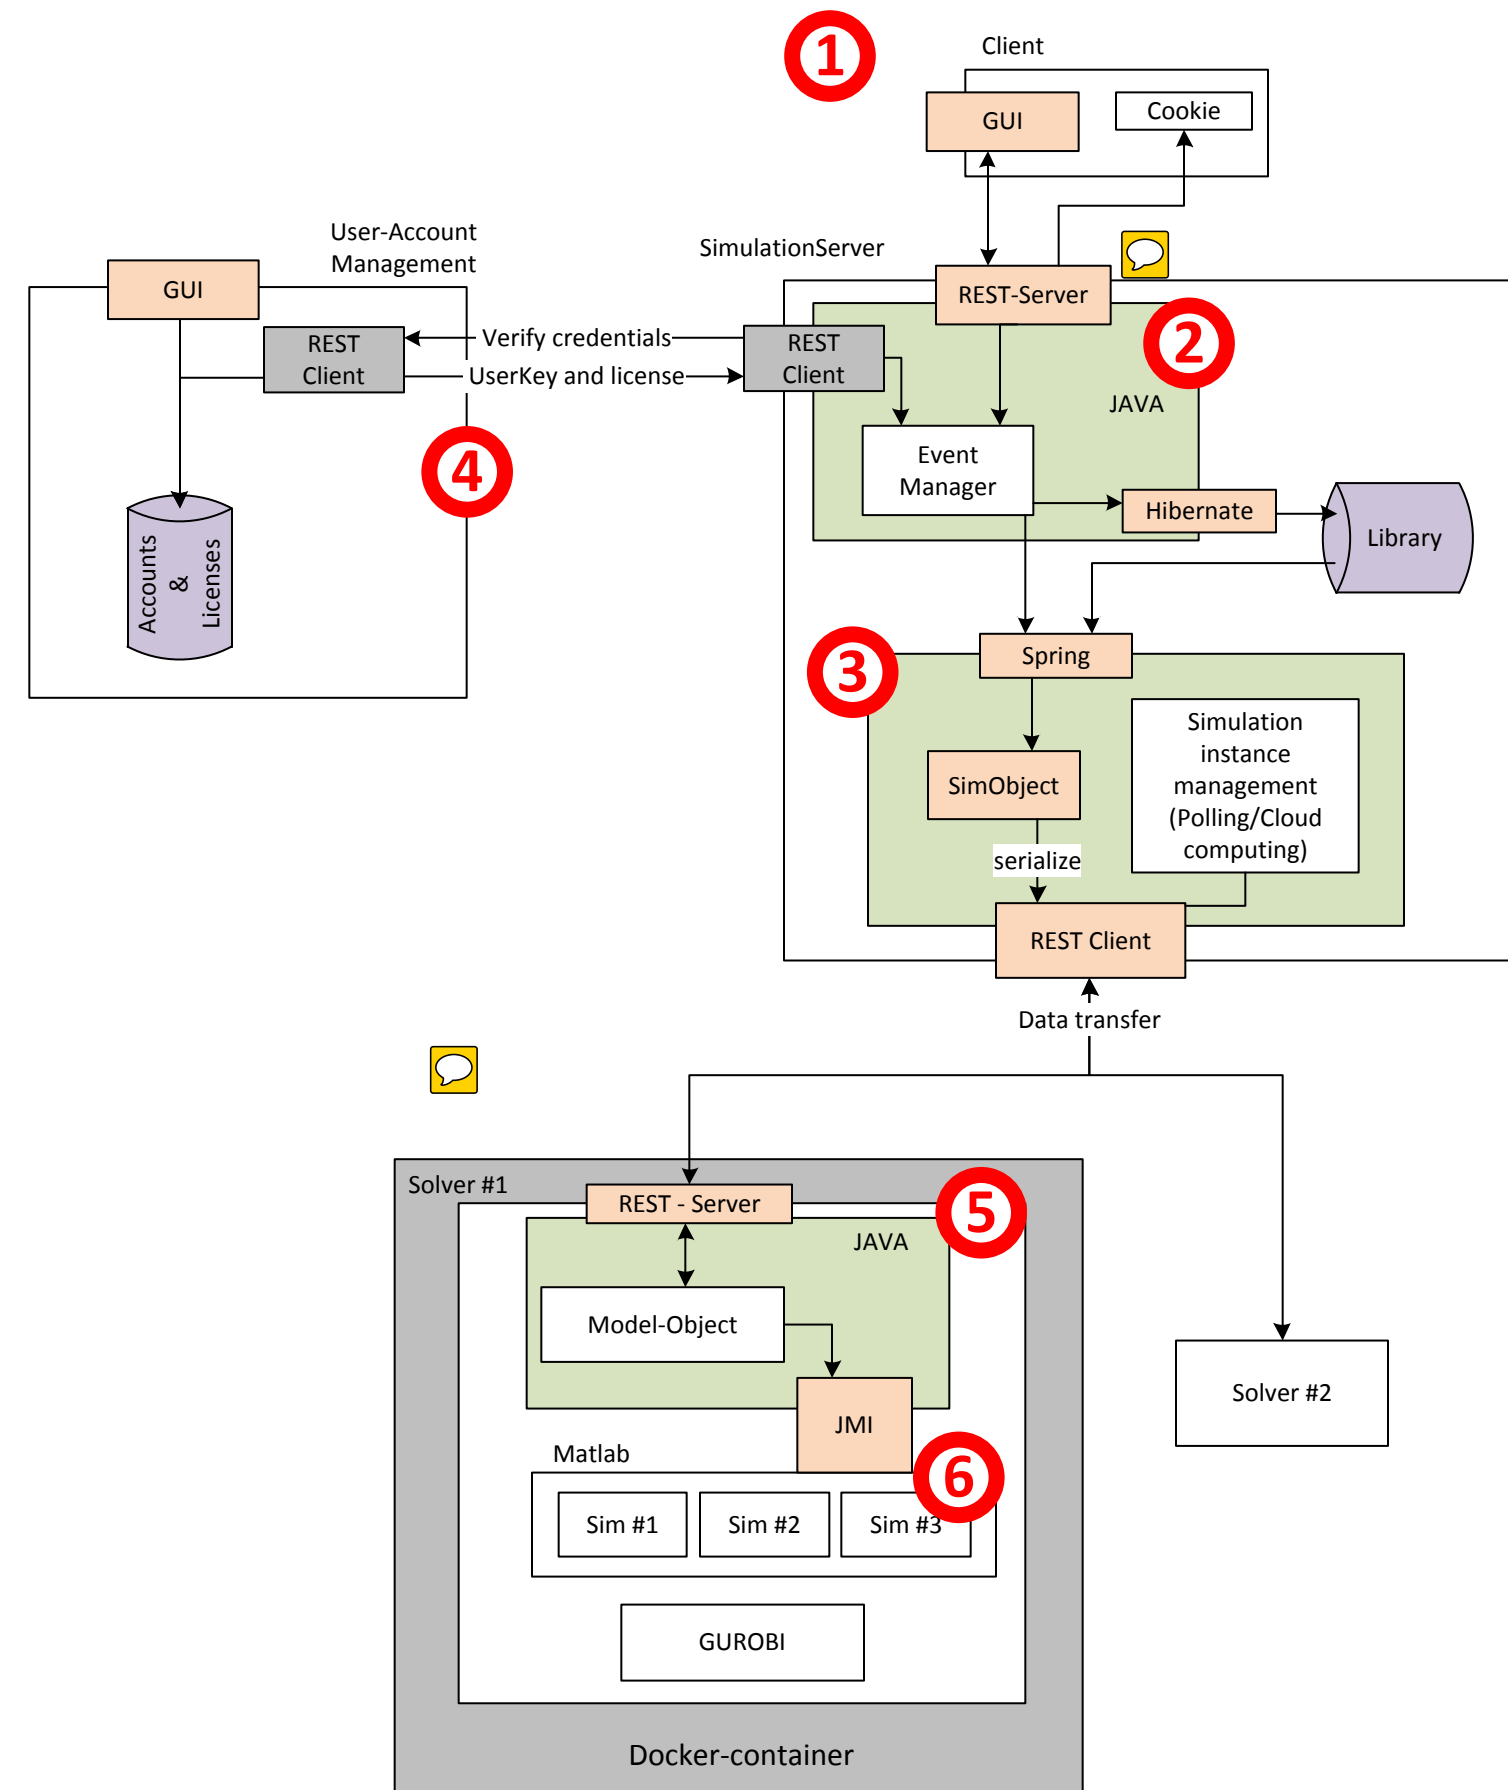 1
Client
GUI
Cookie
User-Account
Management
SimulationServer
GUI
REST-Server
REST
Client
Verify credentials
UserKey and license
REST
Client
2
JAVA
4
Event
Manager
Hibernate
Library
Accounts
&
Licenses
3
Spring
SimObject
Simulation
instance
management
(Polling/Cloud
computing)
serialize
REST Client
Data transfer
Solver #1
REST - Server
5
JAVA
Model-Object
Solver #2
JMI
Matlab
6
Sim #1
Sim #2
Sim #3
GUROBI
Docker-container